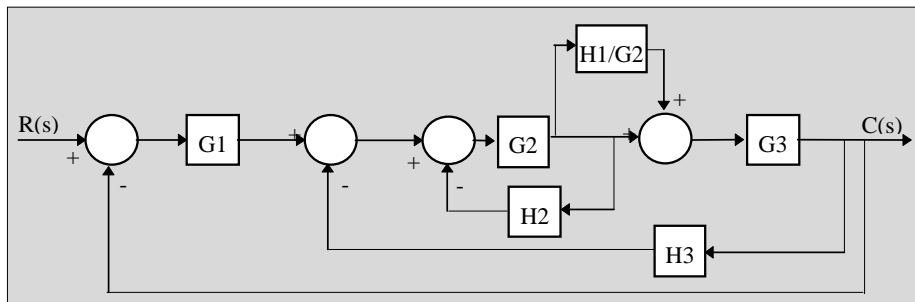 H1/G2
+
R(s)
C(s)
G1
+
G2
+
G3
+
+
-
-
-
H2
H3